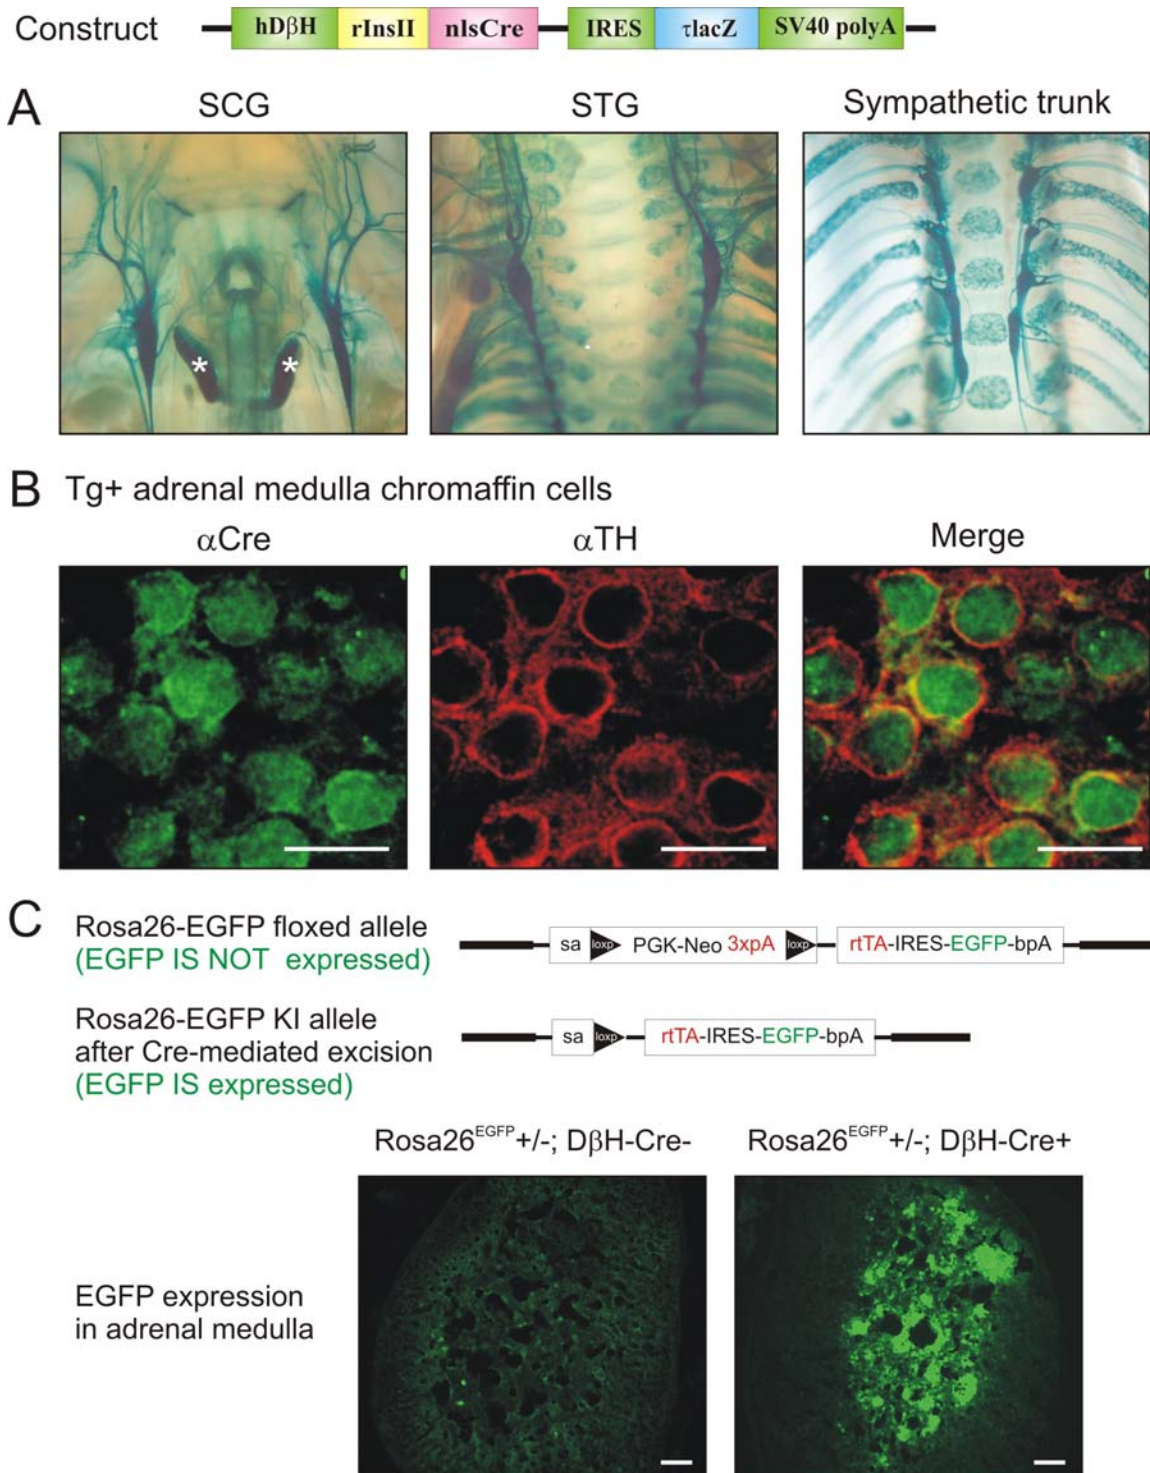 Construct
hDβH rInsII nlsCre IRES τlacZ SV40 polyA
A
SCG STG Sympathetic trunk
* *
B Tg+ adrenal medulla chromaffin cells
αCre αTH Merge
C
Rosa26-EGFP floxed allele
(EGFP IS NOT expressed)
sa loxp PGK-Neo 3xpA loxp rtTA-IRES-EGFP-bpA
Rosa26-EGFP KI allele
after Cre-mediated excision
(EGFP IS expressed)
sa loxp rtTA-IRES-EGFP-bpA
Rosa26EGFP+/-; DβH-Cre- Rosa26EGFP+/-; DβH-Cre+
EGFP expression
in adrenal medulla